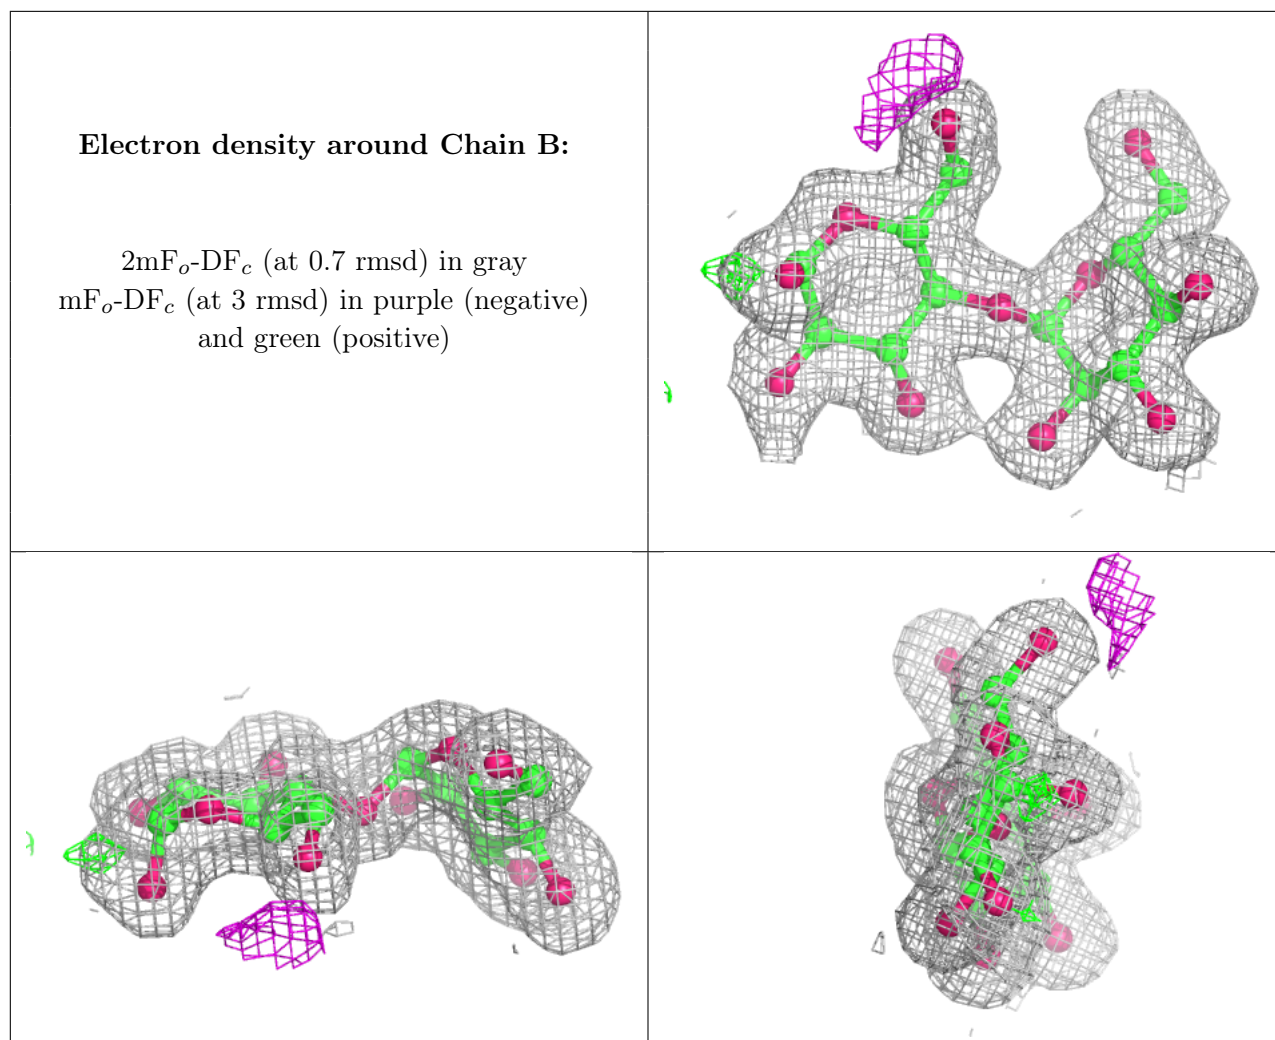 Electron density around Chain B:
2mFₒ-DF𝒸 (at 0.7 rmsd) in gray
mFₒ-DF𝒸 (at 3 rmsd) in purple (negative)
and green (positive)